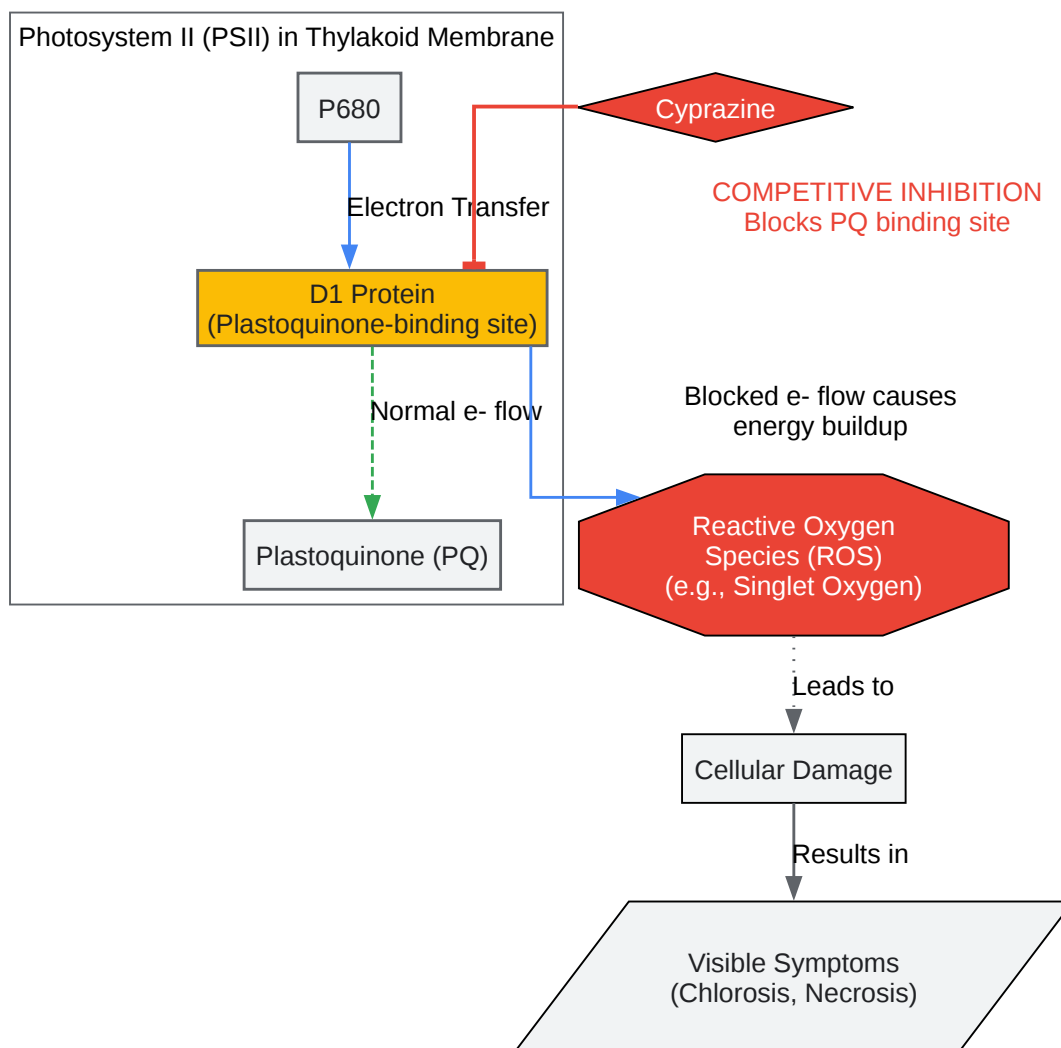 Photosystem II (PSII) in Thylakoid Membrane
P680
Cyprazine
Electron Transfer
COMPETITIVE INHIBITION
Blocks PQ binding site
D1 Protein
(Plastoquinone-binding site)
Normal e- flow
Blocked e- flow causes
energy buildup
Plastoquinone (PQ)
Reactive Oxygen
Species (ROS)
(e.g., Singlet Oxygen)
Leads to
Cellular Damage
Results in
Visible Symptoms
(Chlorosis, Necrosis)